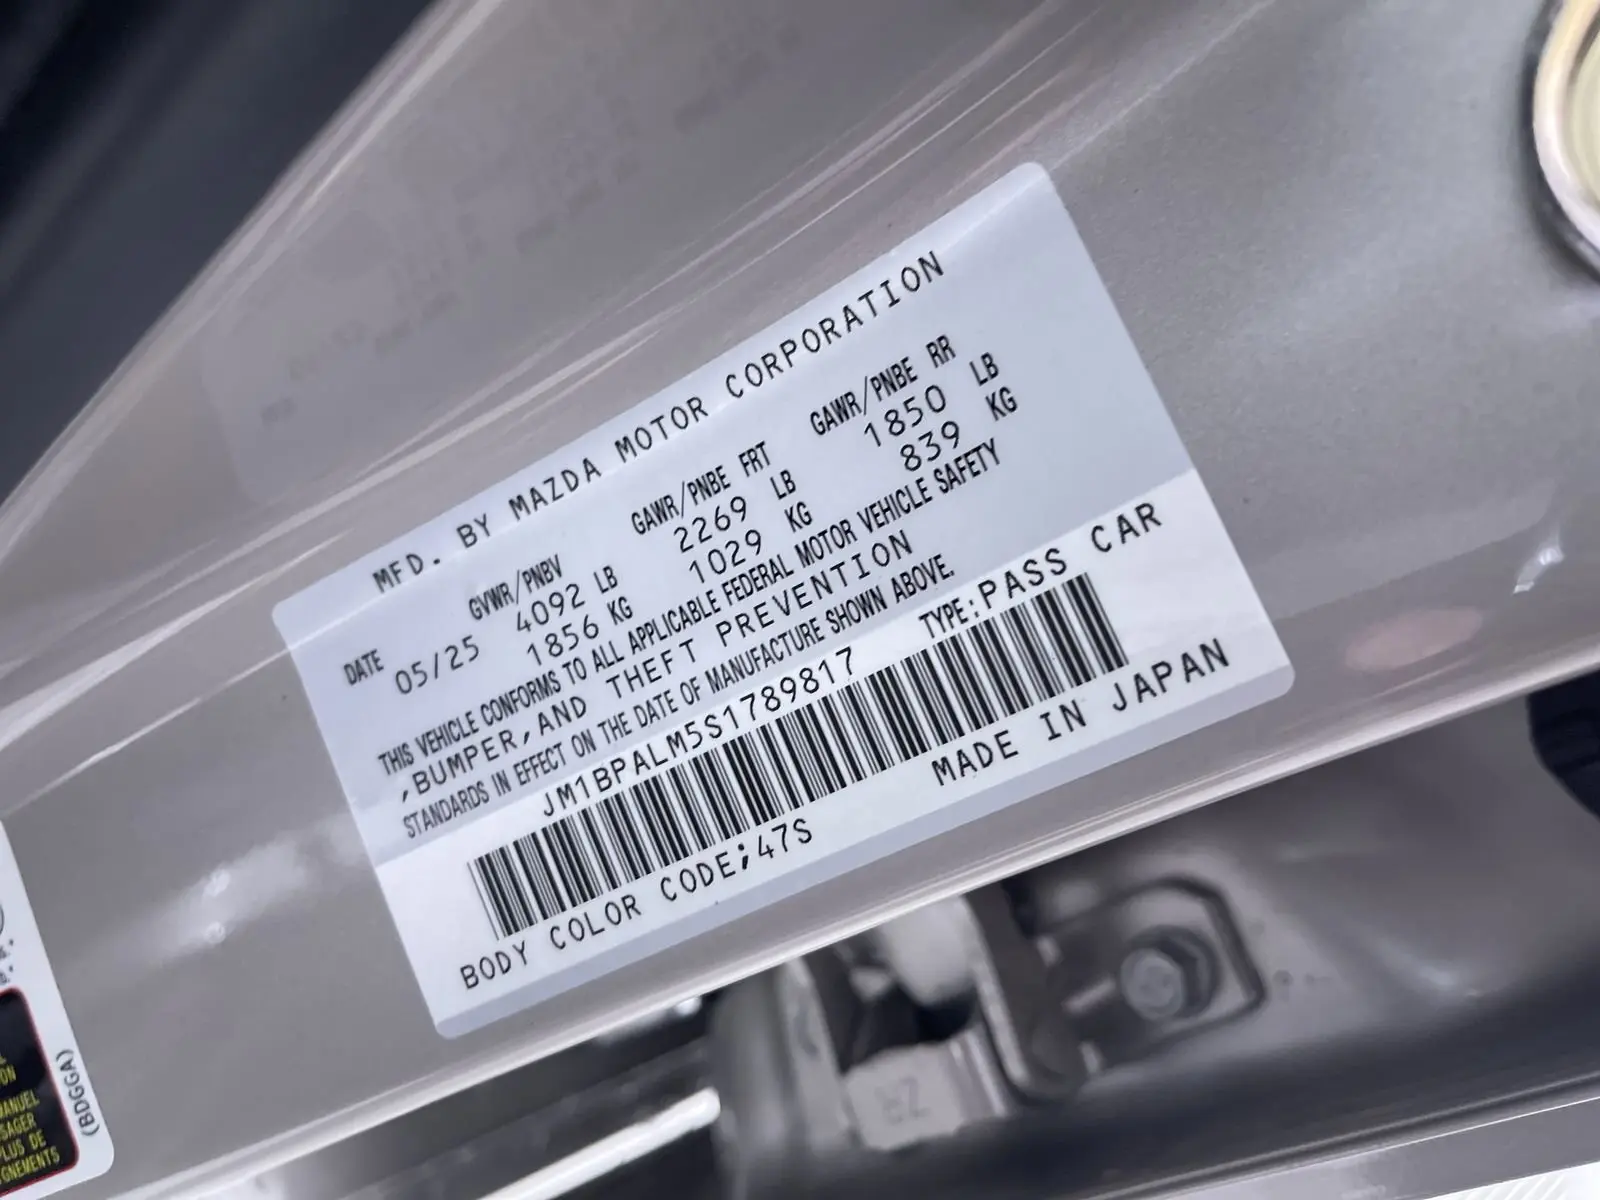 MFD. BY MAZDA MOTOR CORPORATION
DATE GVWR/PNBV GAWR/PNBE FRT GAWR/PNBE RR
05/25 4092 LB 2269 LB 1850 LB
1856 KG 1029 KG 839 KG
THIS VEHICLE CONFORMS TO ALL APPLICABLE FEDERAL MOTOR VEHICLE SAFETY
,BUMPER,AND THEFT PREVENTION
STANDARDS IN EFFECT ON THE DATE OF MANUFACTURE SHOWN ABOVE.
JM1BPALM5S1789817 TYPE:PASS CAR
BODY COLOR CODE;47S MADE IN JAPAN
(BDGGA)
MANUEL
PLUS DE